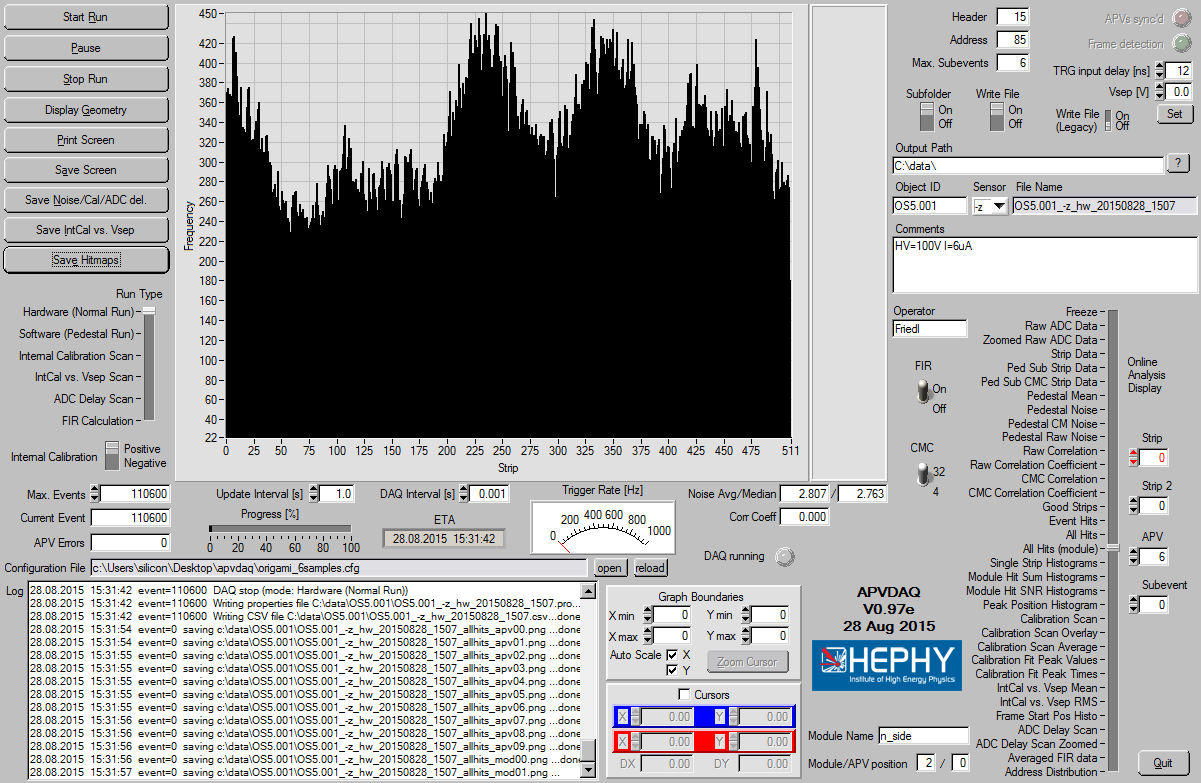 Start Run
Pause
Stop Run
Display Geometry
Print Screen
Save Screen
Save Noise/Cal/ADC del.
Save IntCal vs. Vsep
Save Hitmaps
Run Type
Hardware (Normal Run)
Software (Pedestal Run)
Internal Calibration Scan
IntCal vs. Vsep Scan
ADC Delay Scan
FIR Calculation
Internal Calibration
Positive
Negative
Frequency
450
420
400
380
360
340
320
300
280
260
240
220
200
180
160
140
120
100
80
60
40
22
0 25 50 75 100 125 150 175 200 225 250 275 300 325 350 375 400 425 450 475 511
Strip
Header 15
Address 85
Max. Subevents 6
APVs sync'd
Frame detection
TRG input delay [ns] 12
Vsep [V] 0.0
Subfolder
On
Off
Write File
On
Off
Write File (Legacy)
On
Off
Set
Output Path
C:\data\
?
Object ID Sensor File Name
OS5.001 -z OS5.001_-z_hw_20150828_1507
Comments
HV=100V I=6uA
Operator
Friedl
FIR
On
Off
CMC
32
4
Freeze
Raw ADC Data
Zoomed Raw ADC Data
Strip Data
Ped Sub Strip Data
Ped Sub CMC Strip Data
Pedestal Mean
Pedestal Noise
Pedestal CM Noise
Pedestal Raw Noise
Raw Correlation
Raw Correlation Coefficient
CMC Correlation
CMC Correlation Coefficient
Good Strips
Event Hits
All Hits
All Hits (module)
Single Strip Histograms
Module Hit Sum Histograms
Module Hit SNR Histograms
Peak Position Histogram
Calibration Scan
Calibration Scan Overlay
Calibration Scan Average
Calibration Fit Peak Values
Calibration Fit Peak Times
IntCal vs. Vsep Mean
IntCal vs. Vsep RMS
Frame Start Pos Histo
ADC Delay Scan
ADC Delay Scan Zoomed
Averaged FIR data
Address Distribution
Online
Analysis
Display
Strip
0
Strip 2
0
APV
6
Subevent
0
Quit
Max. Events 110600
Current Event 110600
APV Errors 0
Update Interval [s] 1.0
DAQ Interval [s] 0.001
Progress [%]
0 20 40 60 80 100
ETA
28.08.2015 15:31:42
Trigger Rate [Hz]
0 200 400 600 800 1000
Noise Avg/Median 2.807 / 2.763
Corr Coeff 0.000
DAQ running
Configuration File c:\Users\silicon\Desktop\apvdaq\origami_6samples.cfg
open
reload
Log
28.08.2015 15:31:42 event=110600 DAQ stop (mode: Hardware (Normal Run))
28.08.2015 15:31:42 event=110600 Writing properties file C:\data\OS5.001\OS5.001_-z_hw_20150828_1507.pro...
28.08.2015 15:31:42 event=110600 Writing CSV file C:\data\OS5.001\OS5.001_-z_hw_20150828_1507.csv...done
28.08.2015 15:31:54 event=0 saving c:\data\OS5.001\OS5.001_-z_hw_20150828_1507_allhits_apv00.png ...done
28.08.2015 15:31:54 event=0 saving c:\data\OS5.001\OS5.001_-z_hw_20150828_1507_allhits_apv01.png ...done
28.08.2015 15:31:55 event=0 saving c:\data\OS5.001\OS5.001_-z_hw_20150828_1507_allhits_apv02.png ...done
28.08.2015 15:31:55 event=0 saving c:\data\OS5.001\OS5.001_-z_hw_20150828_1507_allhits_apv03.png ...done
28.08.2015 15:31:55 event=0 saving c:\data\OS5.001\OS5.001_-z_hw_20150828_1507_allhits_apv04.png ...done
28.08.2015 15:31:55 event=0 saving c:\data\OS5.001\OS5.001_-z_hw_20150828_1507_allhits_apv05.png ...done
28.08.2015 15:31:55 event=0 saving c:\data\OS5.001\OS5.001_-z_hw_20150828_1507_allhits_apv06.png ...done
28.08.2015 15:31:56 event=0 saving c:\data\OS5.001\OS5.001_-z_hw_20150828_1507_allhits_apv07.png ...done
28.08.2015 15:31:56 event=0 saving c:\data\OS5.001\OS5.001_-z_hw_20150828_1507_allhits_apv08.png ...done
28.08.2015 15:31:56 event=0 saving c:\data\OS5.001\OS5.001_-z_hw_20150828_1507_allhits_apv09.png ...done
28.08.2015 15:31:56 event=0 saving c:\data\OS5.001\OS5.001_-z_hw_20150828_1507_allhits_mod00.png ...done
28.08.2015 15:31:57 event=0 saving c:\data\OS5.001\OS5.001_-z_hw_20150828_1507_allhits_mod01.png ...
Graph Boundaries
X min 0 Y min 0
X max 0 Y max 0
Auto Scale X
Y
Zoom Cursor
Cursors
X 0.00 Y 0.00
X 0.00 Y 0.00
DX 0.00 DY 0.00
APVDAQ
V0.97e
28 Aug 2015
HEPHY
Institute of High Energy Physics
Module Name n_side
Module/APV position 2 / 0